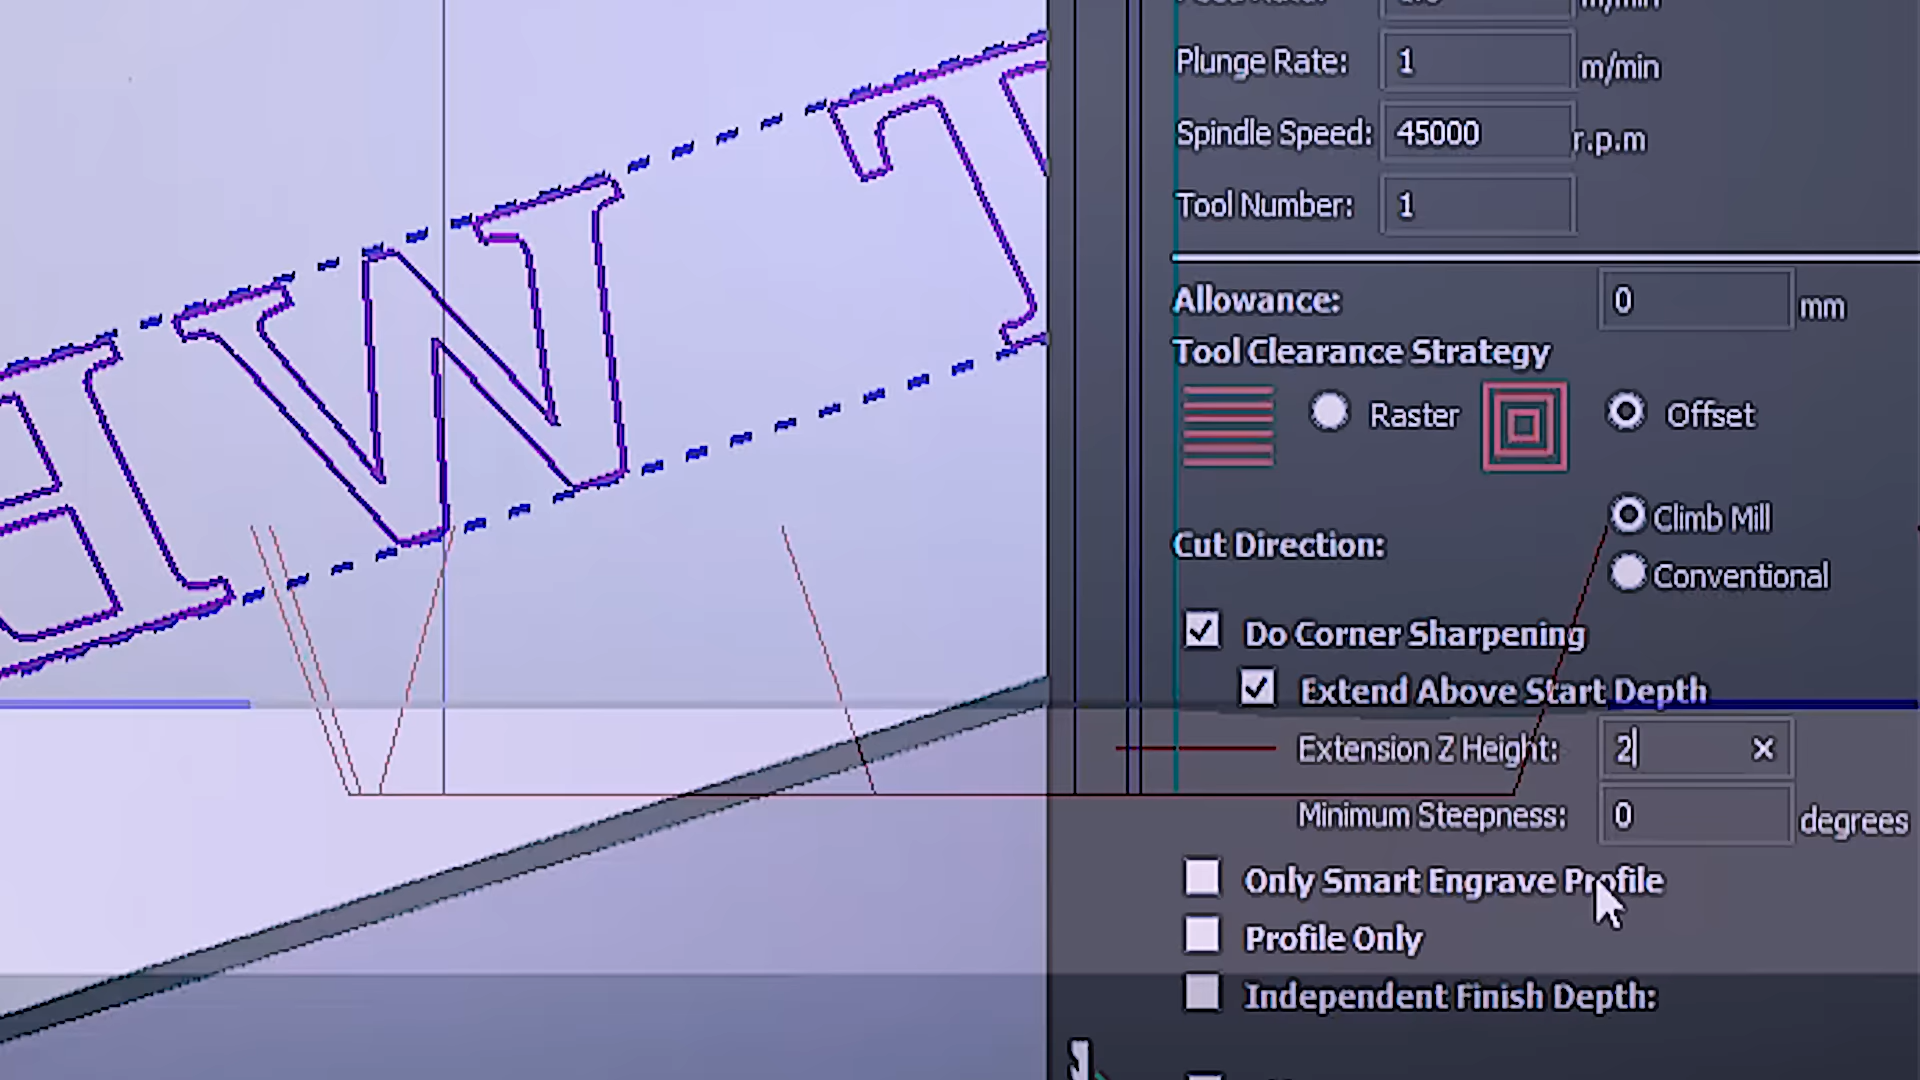 Plunge Rate: 1 m/min
Spindle Speed: 45000 r.p.m
Tool Number: 1
Allowance: 0 mm
Tool Clearance Strategy
Raster Offset
Climb Mill
Cut Direction:
Conventional
Do Corner Sharpening
Extend Above Start Depth
Extension Z Height: 2
Minimum Steepness: 0 degrees
Only Smart Engrave Profile
Profile Only
Independent Finish Depth:
H W T